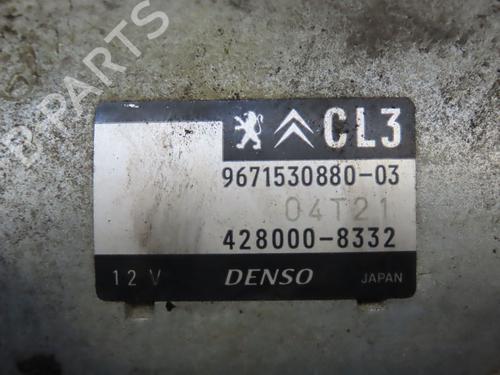 CL3
9671530880-03
04T21
428000-8332
12 V DENSO JAPAN
B-PARTS